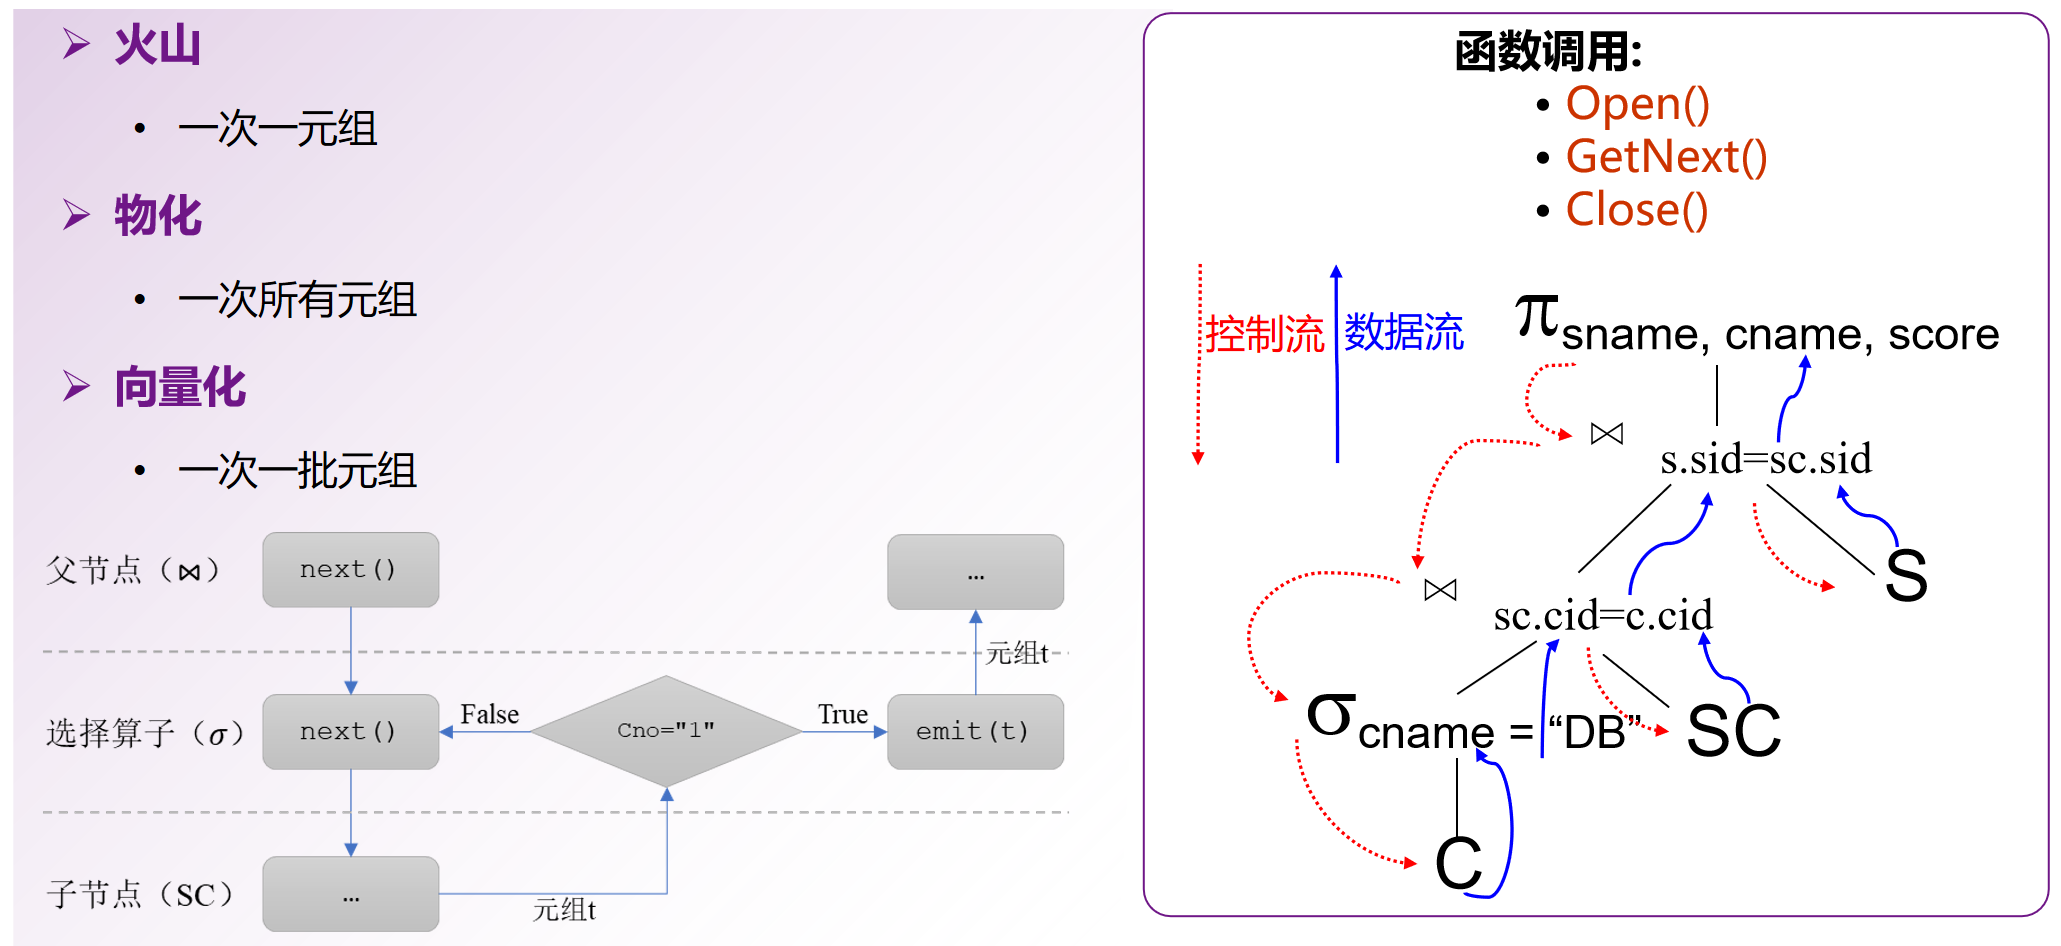 ➢ 火山
• 一次一元组
➢ 物化
• 一次所有元组
➢ 向量化
• 一次一批元组
父节点（⋈）
next()
...
元组t
选择算子（σ）
next()
False
Cno="1"
True
emit(t)
子节点（SC）
...
元组t
函数调用:
• Open()
• GetNext()
• Close()
控制流
数据流
π sname, cname, score
⋈
s.sid=sc.sid
S
⋈
sc.cid=c.cid
σ cname = “DB”
SC
C